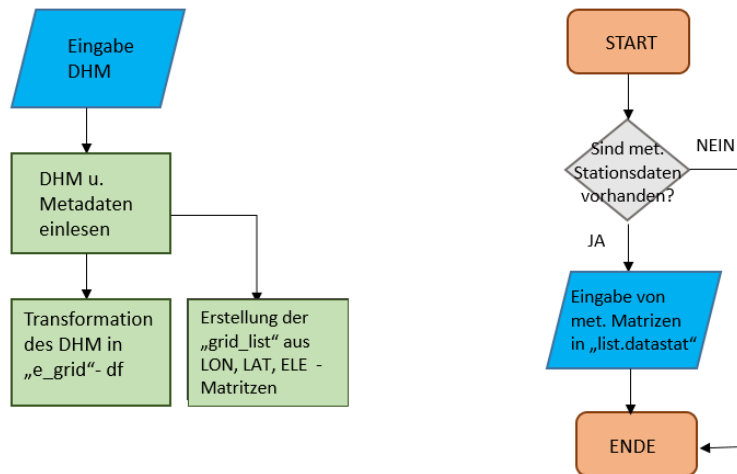 Eingabe
DHM
DHM u.
Metadaten
einlesen
Transformation
des DHM in
„e_grid“- df
Erstellung der
„grid_list“ aus
LON, LAT, ELE -
Matritzen
START
Sind met.
Stationsdaten
vorhanden?
NEIN
JA
Eingabe von
met. Matrizen
in „list.datastat“
ENDE